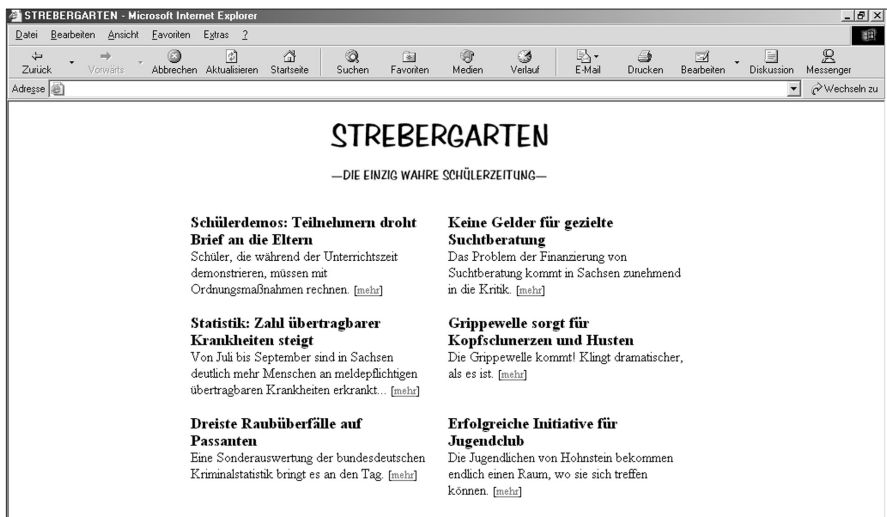 STREBERGARTEN - Microsoft Internet Explorer
Datei Bearbeiten Ansicht Favoriten Extras ?
Zurück Vorwärts Abbrechen Aktualisieren Startseite Suchen Favoriten Medien Verlauf E-Mail Drucken Bearbeiten Diskussion Messenger
Adresse Wechseln zu
STREBERGARTEN
—DIE EINZIG WAHRE SCHÜLERZEITUNG—
Schülerdemos: Teilnehmern droht
Brief an die Eltern
Schüler, die während der Unterrichtszeit
demonstrieren, müssen mit
Ordnungsmaßnahmen rechnen. [mehr]
Keine Gelder für gezielte
Suchtberatung
Das Problem der Finanzierung von
Suchtberatung kommt in Sachsen zunehmend
in die Kritik. [mehr]
Statistik: Zahl übertragbarer
Krankheiten steigt
Von Juli bis September sind in Sachsen
deutlich mehr Menschen an meldepflichtigen
übertragbaren Krankheiten erkrankt... [mehr]
Grippewelle sorgt für
Kopfschmerzen und Husten
Die Grippewelle kommt! Klingt dramatischer,
als es ist. [mehr]
Dreiste Raubüberfälle auf
Passanten
Eine Sonderauswertung der bundesdeutschen
Kriminalstatistik bringt es an den Tag. [mehr]
Erfolgreiche Initiative für
Jugendclub
Die Jugendlichen von Hohnstein bekommen
endlich einen Raum, wo sie sich treffen
können. [mehr]